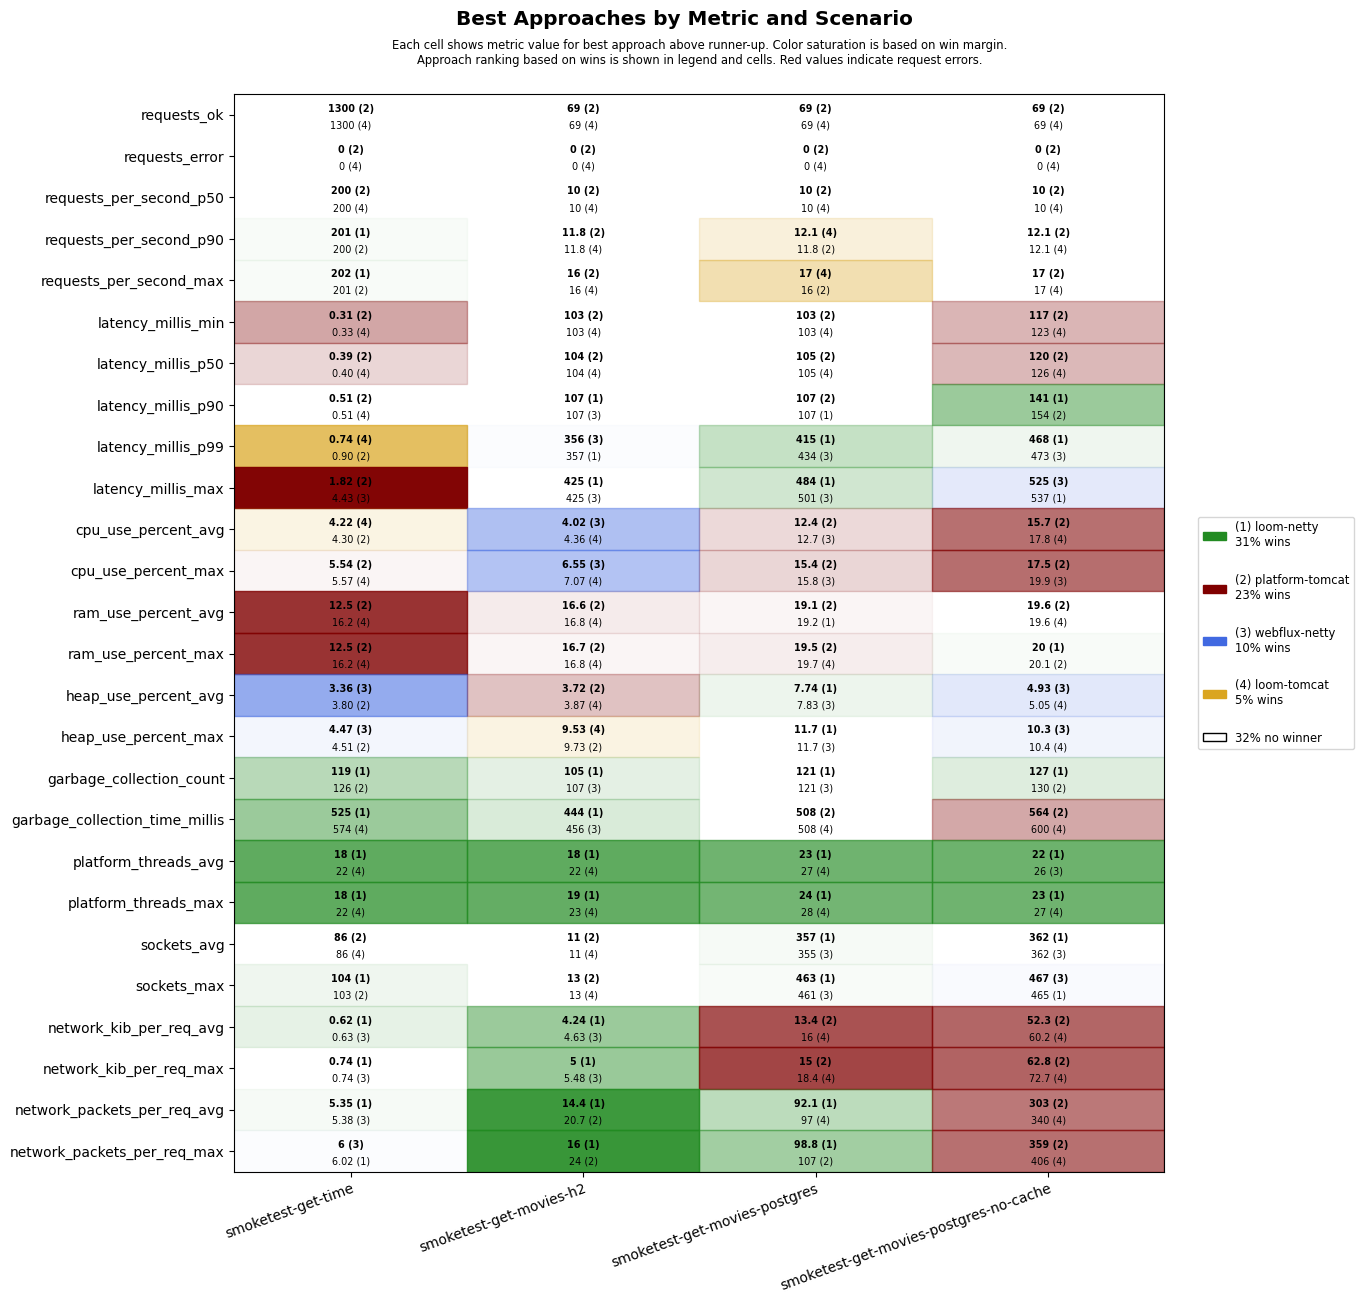 Best Approaches by Metric and Scenario
Each cell shows metric value for best approach above runner-up. Color saturation is based on win margin.
Approach ranking based on wins is shown in legend and cells. Red values indicate request errors.
requests_ok
1300 (2) 69 (2) 69 (2) 69 (2)
1300 (4) 69 (4) 69 (4) 69 (4)
requests_error
0 (2) 0 (2) 0 (2) 0 (2)
0 (4) 0 (4) 0 (4) 0 (4)
requests_per_second_p50
200 (2) 10 (2) 10 (2) 10 (2)
200 (4) 10 (4) 10 (4) 10 (4)
requests_per_second_p90
201 (1) 11.8 (2) 12.1 (4) 12.1 (2)
200 (2) 11.8 (4) 11.8 (2) 12.1 (4)
requests_per_second_max
202 (1) 16 (2) 17 (4) 17 (2)
201 (2) 16 (4) 16 (2) 17 (4)
latency_millis_min
0.31 (2) 103 (2) 103 (2) 117 (2)
0.33 (4) 103 (4) 103 (4) 123 (4)
latency_millis_p50
0.39 (2) 104 (2) 105 (2) 120 (2)
0.40 (4) 104 (4) 105 (4) 126 (4)
latency_millis_p90
0.51 (2) 107 (1) 107 (2) 141 (1)
0.51 (4) 107 (3) 107 (1) 154 (2)
latency_millis_p99
0.74 (4) 356 (3) 415 (1) 468 (1)
0.90 (2) 357 (1) 434 (3) 473 (3)
latency_millis_max
1.82 (2) 425 (1) 484 (1) 525 (3)
4.43 (3) 425 (3) 501 (3) 537 (1)
cpu_use_percent_avg
4.22 (4) 4.02 (3) 12.4 (2) 15.7 (2)
4.30 (2) 4.36 (4) 12.7 (3) 17.8 (4)
cpu_use_percent_max
5.54 (2) 6.55 (3) 15.4 (2) 17.5 (2)
5.57 (4) 7.07 (4) 15.8 (3) 19.9 (3)
ram_use_percent_avg
12.5 (2) 16.6 (2) 19.1 (2) 19.6 (2)
16.2 (4) 16.8 (4) 19.2 (1) 19.6 (4)
ram_use_percent_max
12.5 (2) 16.7 (2) 19.5 (2) 20 (1)
16.2 (4) 16.8 (4) 19.7 (4) 20.1 (2)
heap_use_percent_avg
3.36 (3) 3.72 (2) 7.74 (1) 4.93 (3)
3.80 (2) 3.87 (4) 7.83 (3) 5.05 (4)
heap_use_percent_max
4.47 (3) 9.53 (4) 11.7 (1) 10.3 (3)
4.51 (2) 9.73 (2) 11.7 (3) 10.4 (4)
garbage_collection_count
119 (1) 105 (1) 121 (1) 127 (1)
126 (2) 107 (3) 121 (3) 130 (2)
garbage_collection_time_millis
525 (1) 444 (1) 508 (2) 564 (2)
574 (4) 456 (3) 508 (4) 600 (4)
platform_threads_avg
18 (1) 18 (1) 23 (1) 22 (1)
22 (4) 22 (4) 27 (4) 26 (3)
platform_threads_max
18 (1) 19 (1) 24 (1) 23 (1)
22 (4) 23 (4) 28 (4) 27 (4)
sockets_avg
86 (2) 11 (2) 357 (1) 362 (1)
86 (4) 11 (4) 355 (3) 362 (3)
sockets_max
104 (1) 13 (2) 463 (1) 467 (3)
103 (2) 13 (4) 461 (3) 465 (1)
network_kib_per_req_avg
0.62 (1) 4.24 (1) 13.4 (2) 52.3 (2)
0.63 (3) 4.63 (3) 16 (4) 60.2 (4)
network_kib_per_req_max
0.74 (1) 5 (1) 15 (2) 62.8 (2)
0.74 (3) 5.48 (3) 18.4 (4) 72.7 (4)
network_packets_per_req_avg
5.35 (1) 14.4 (1) 92.1 (1) 303 (2)
5.38 (3) 20.7 (2) 97 (4) 340 (4)
network_packets_per_req_max
6 (3) 16 (1) 98.8 (1) 359 (2)
6.02 (1) 24 (2) 107 (2) 406 (4)
smoketest-get-time
smoketest-get-movies-h2
smoketest-get-movies-postgres
smoketest-get-movies-postgres-no-cache
(1) loom-netty
31% wins
(2) platform-tomcat
23% wins
(3) webflux-netty
10% wins
(4) loom-tomcat
5% wins
32% no winner